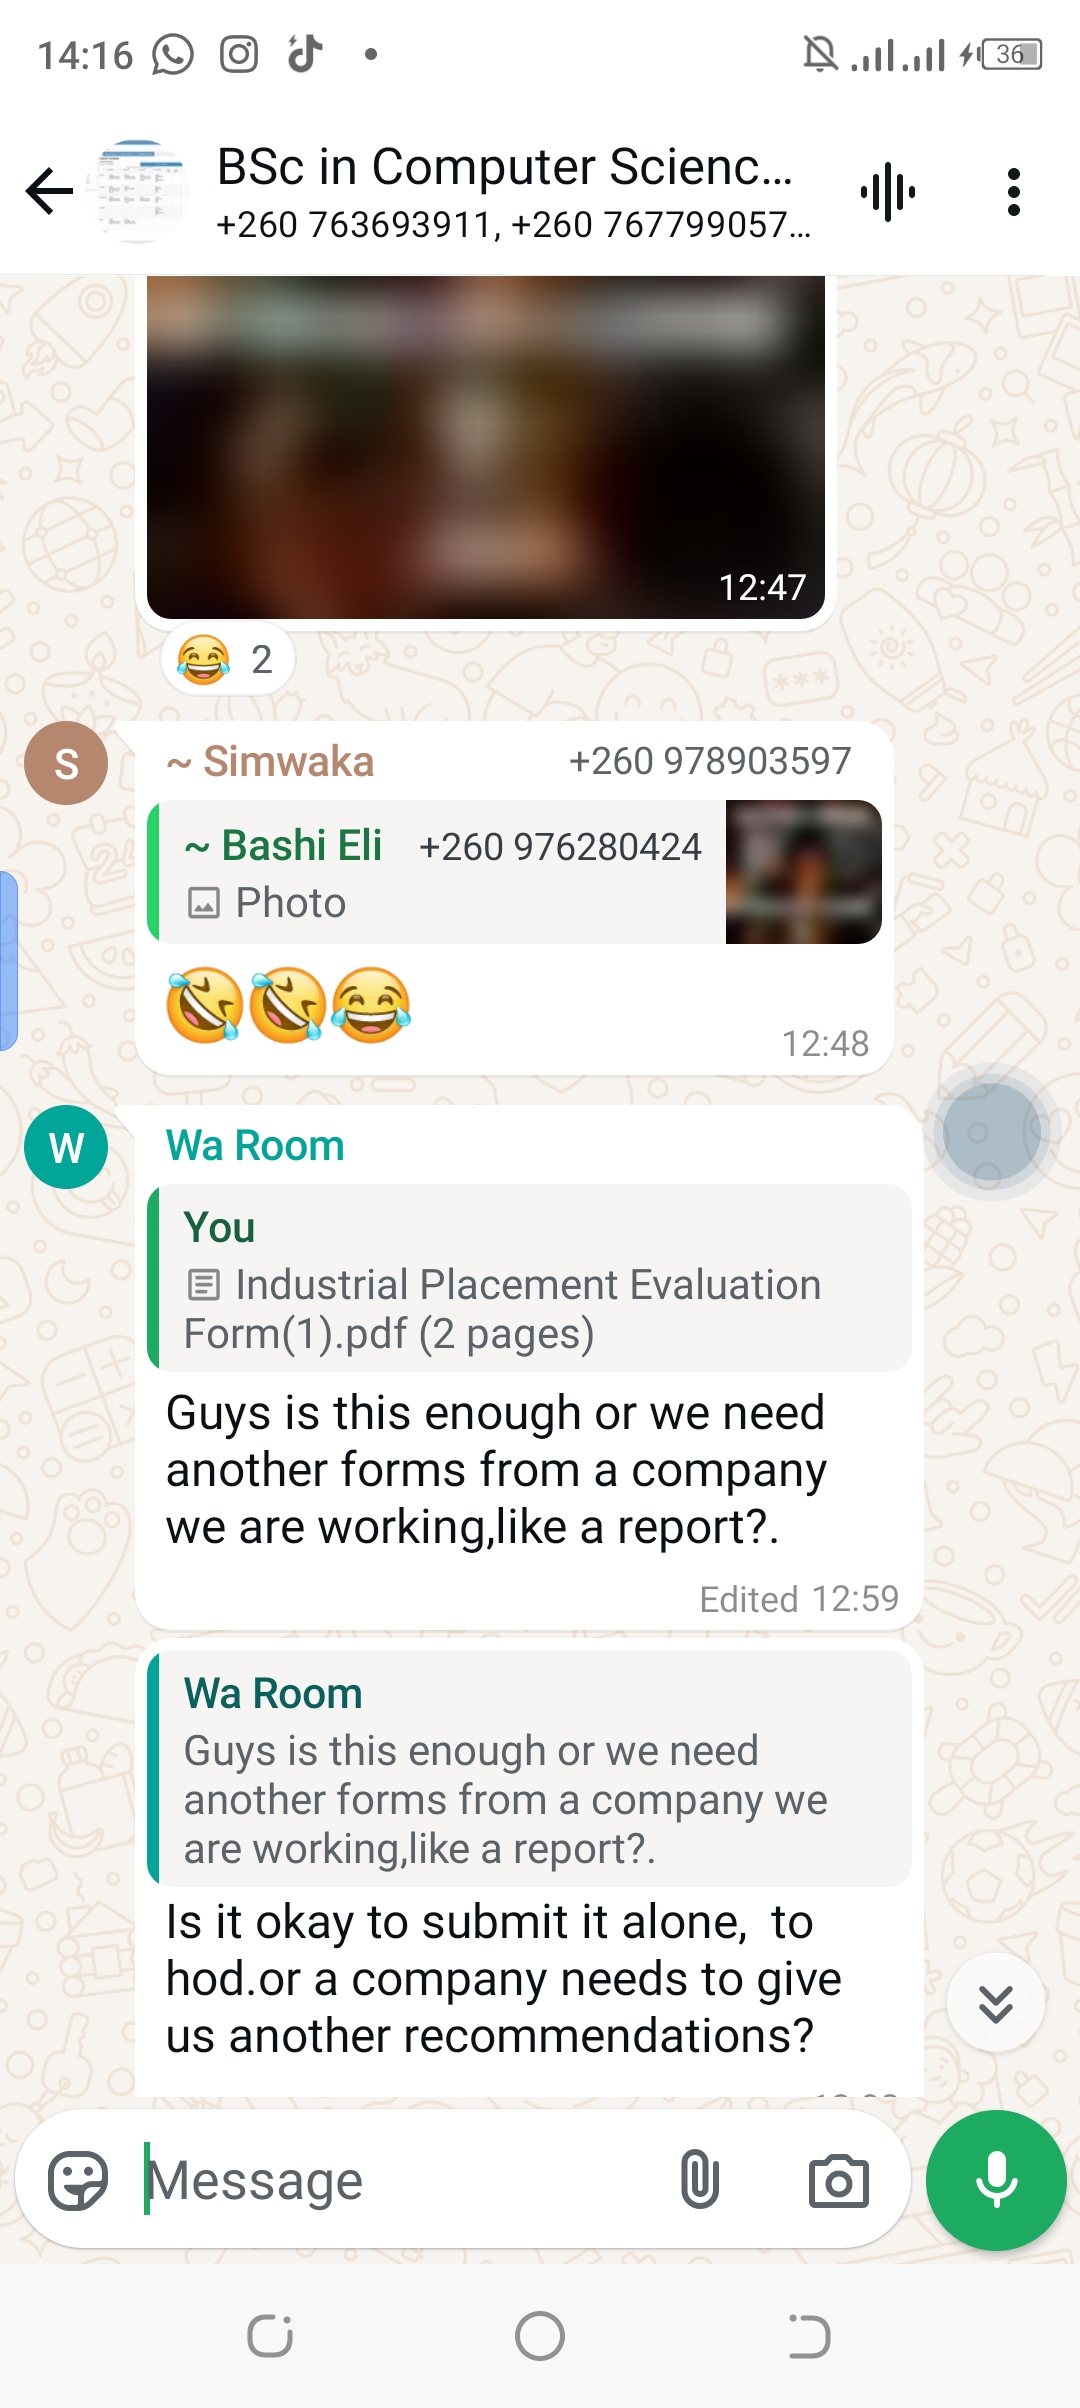 14:16
36
BSc in Computer Scienc...
+260 763693911, +260 767799057...
12:47
2
S
~ Simwaka +260 978903597
~ Bashi Eli +260 976280424
Photo
12:48
W
Wa Room
You
Industrial Placement Evaluation
Form(1).pdf (2 pages)
Guys is this enough or we need
another forms from a company
we are working,like a report?.
Edited 12:59
Wa Room
Guys is this enough or we need
another forms from a company we
are working,like a report?.
Is it okay to submit it alone,  to
hod.or a company needs to give
us another recommendations?
Message